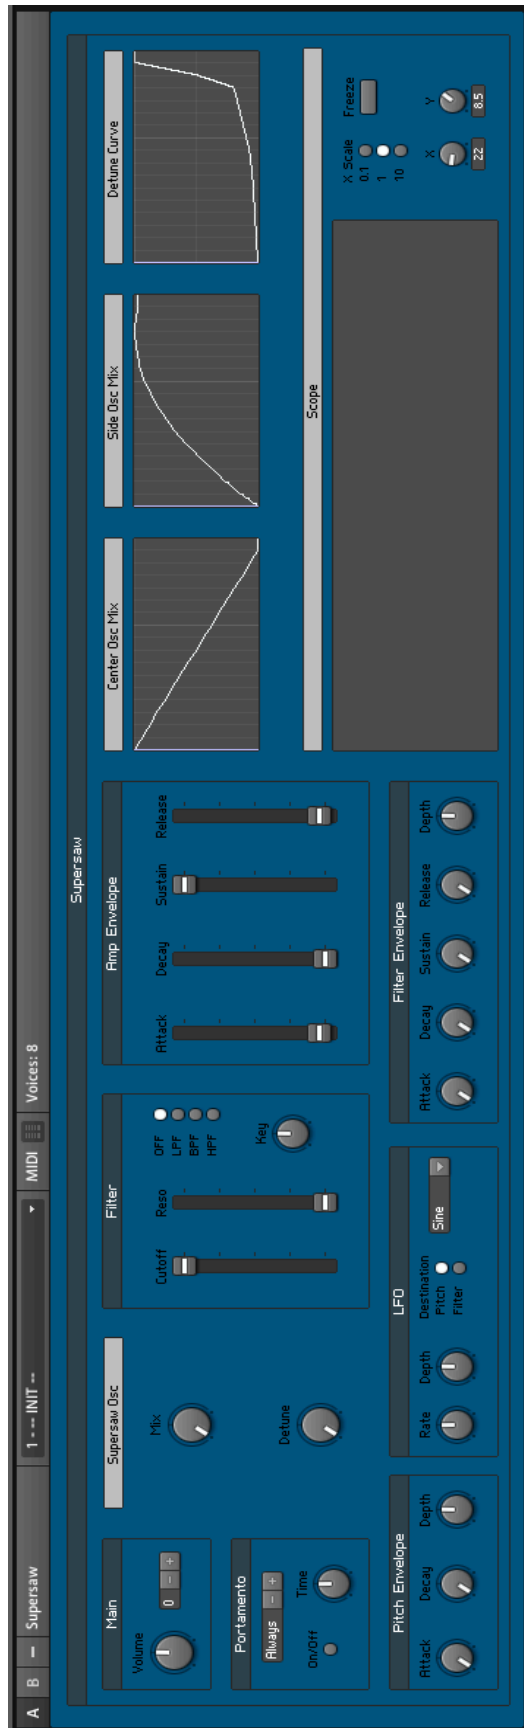 A B Supersaw 1 - -- INIT -- MIDI Voices: 8
Supersaw
Main
Volume
0 - +
Portamento
Always - +
On/Off
Time
Supersaw Osc
Mix
Detune
Filter
Cutoff
Reso
OFF
LPF
BPF
HPF
Key
Amp Envelope
Attack
Decay
Sustain
Release
Center Osc Mix
Side Osc Mix
Detune Curve
Pitch Envelope
Attack
Decay
Depth
LFO
Rate
Depth
Destination
Pitch
Filter
Sine
Filter Envelope
Attack
Decay
Sustain
Release
Depth
Scope
X Scale
0.1
1
10
Freeze
X
Y
22
8.5